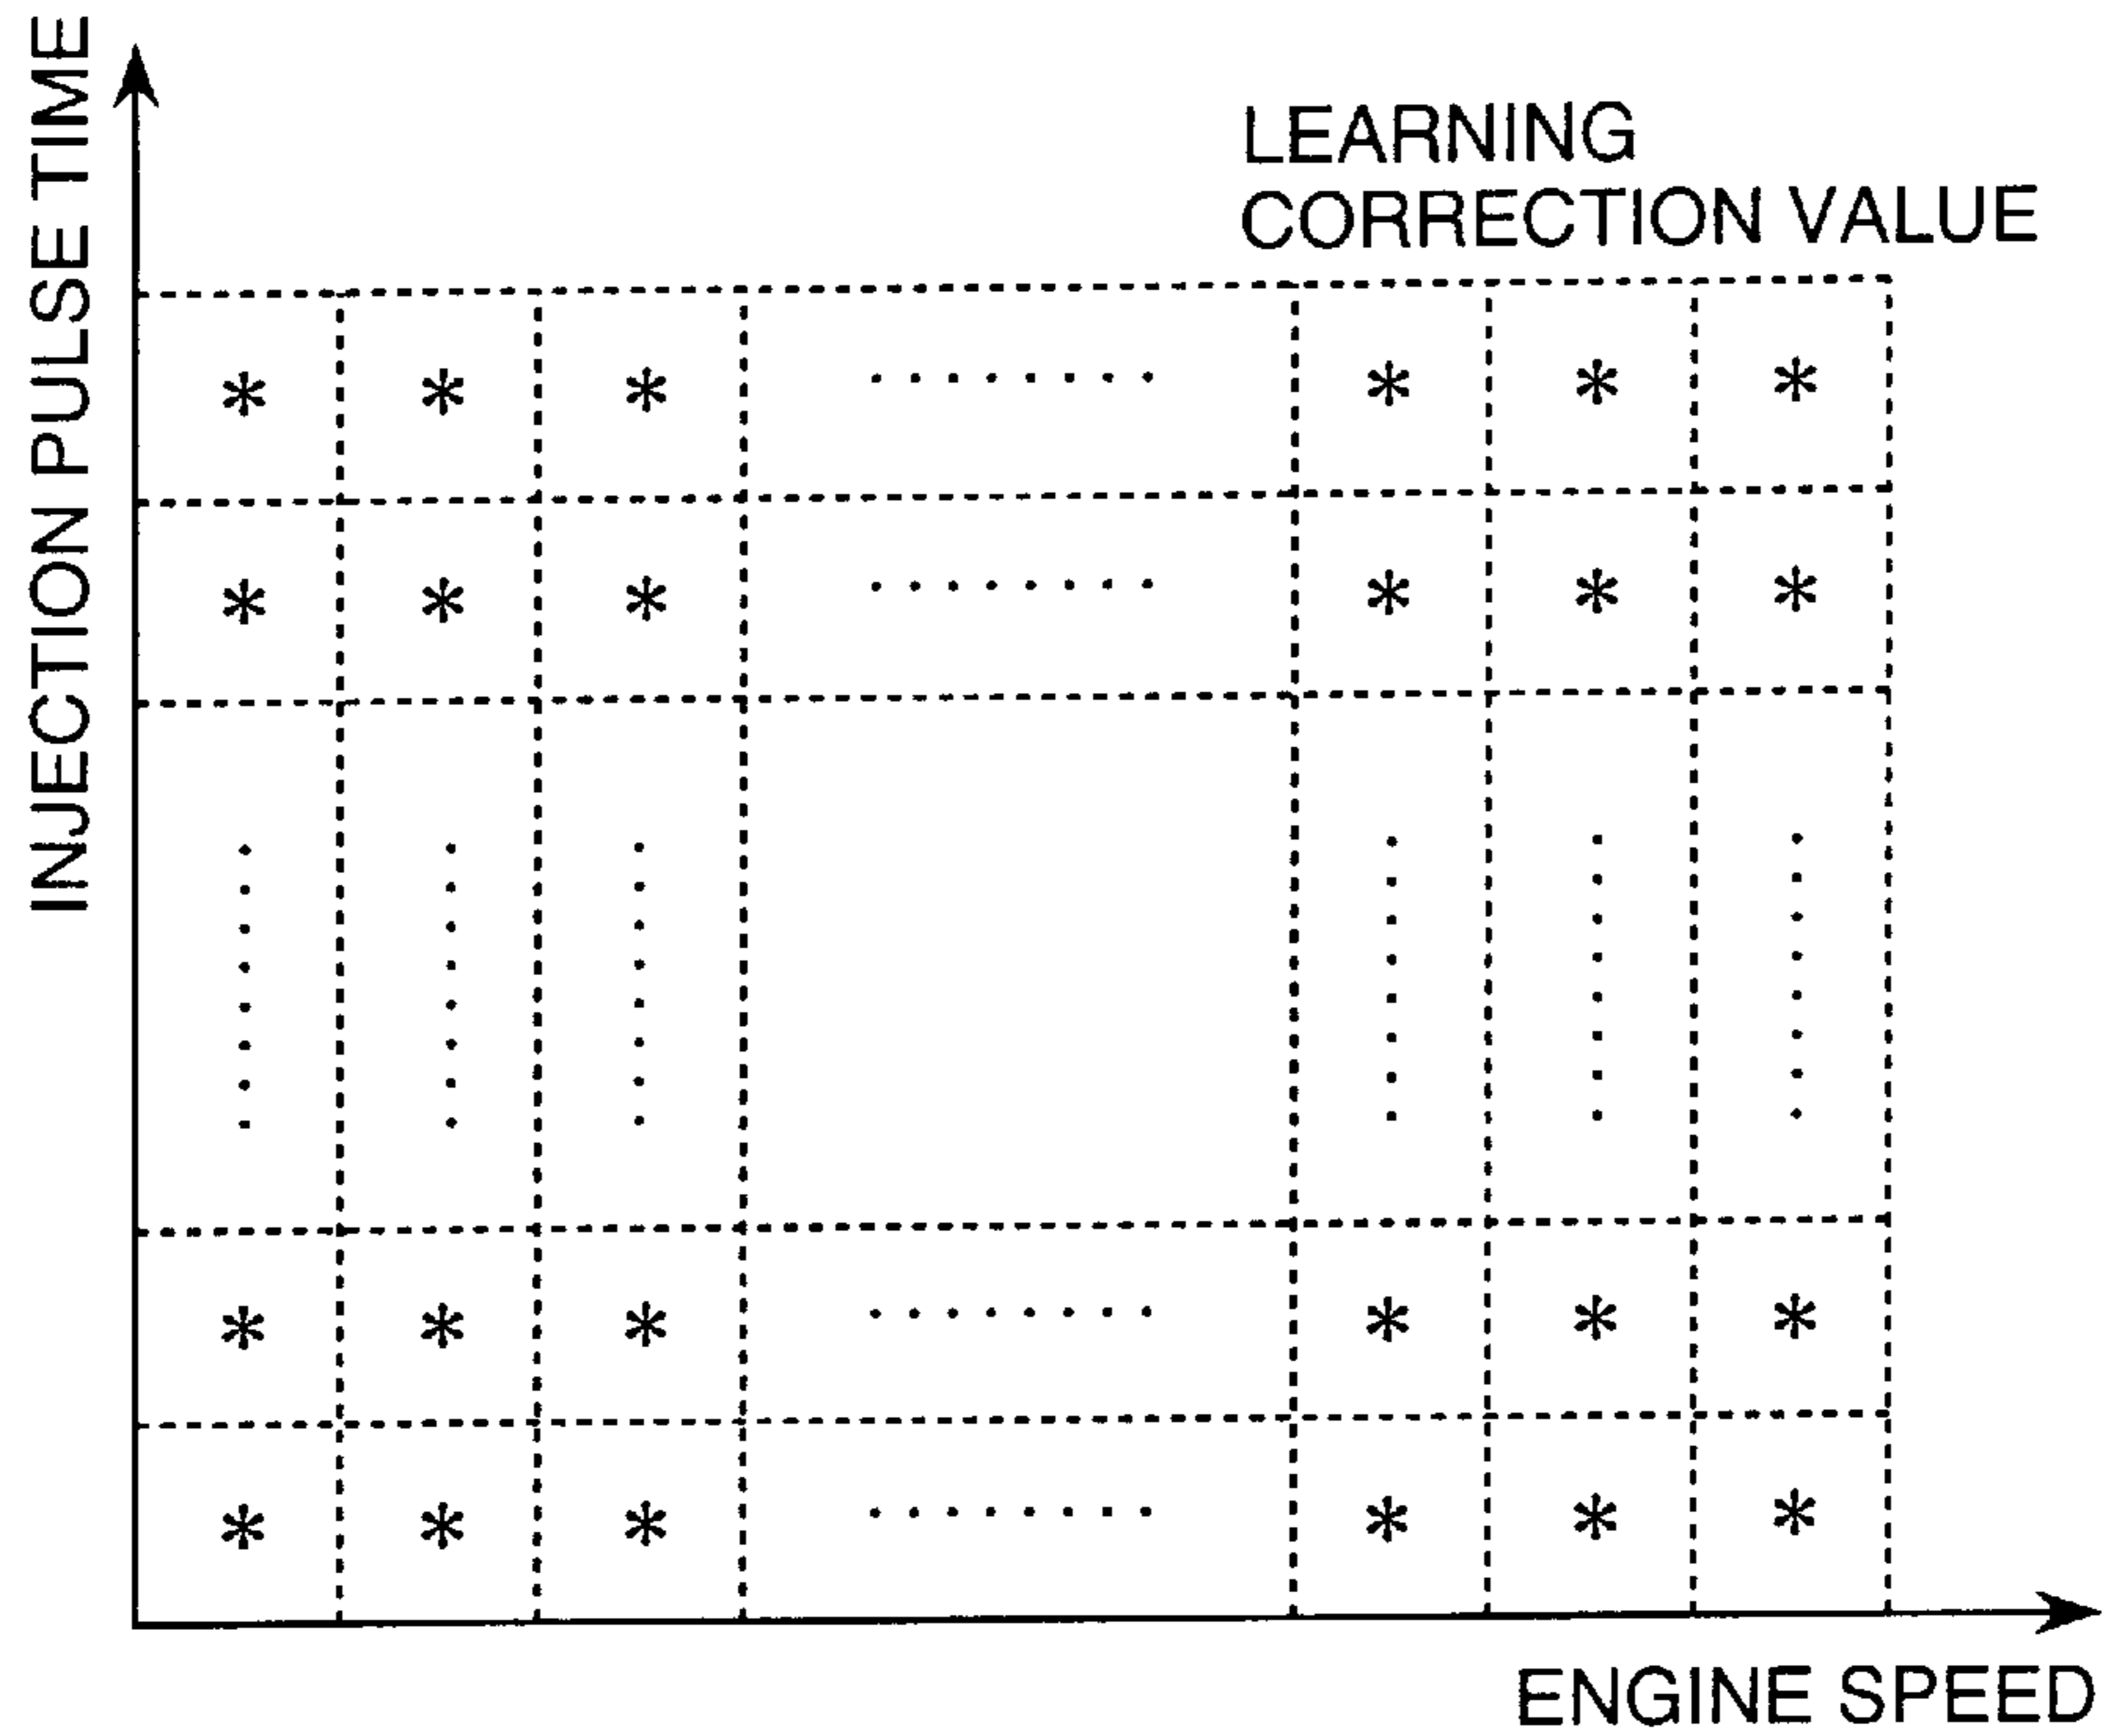 INJECTION PULSE TIME
LEARNING
CORRECTION VALUE
* * * ········ * * *
* * * ········ * * *
* * * ········ * * *
* * * ········ * * *
ENGINE SPEED